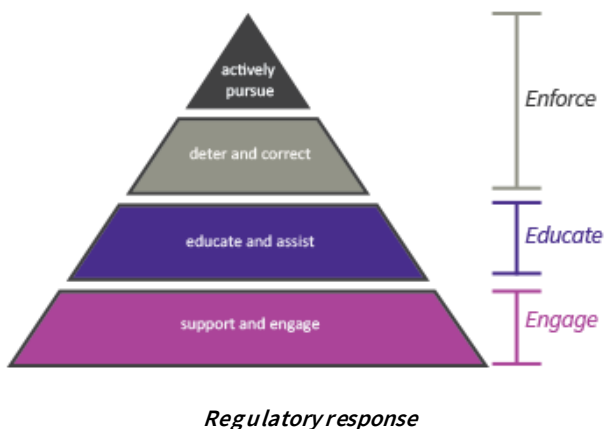 actively
pursue
Enforce
deter and correct
educate and assist
Educate
support and engage
Engage
Regulatory response